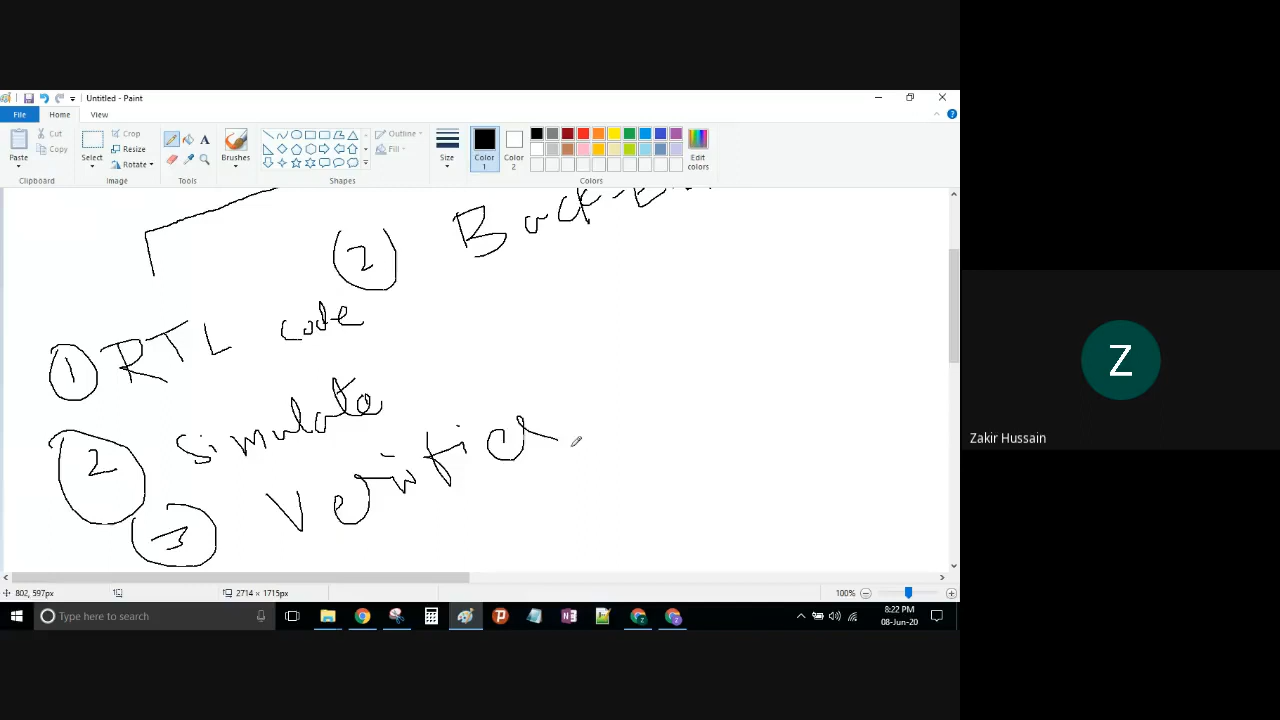 Untitled - Paint
File Home View
Paste
Cut
Copy
Clipboard
Select
Crop
Resize
Rotate
Image
Tools
Brushes
Shapes
Outline
Fill
Size
Color 1
Color 2
Edit colors
Colors
2 Back-
1 RTL code
2 Simulate
3 Verific
802, 597px
2714 × 1715px
100%
Type here to search
8:22 PM
08-Jun-20
Z
Zakir Hussain